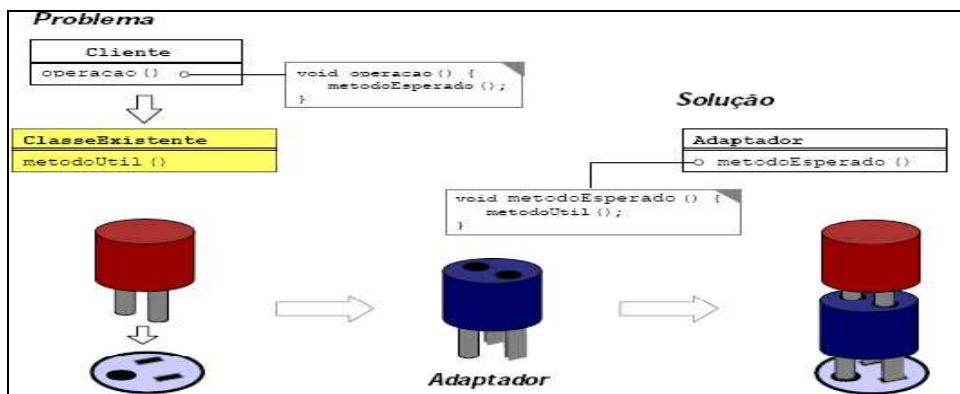 Problema
Cliente
operacao()
void operacao() {
metodoEsperado();
}
Solução
ClasseExistente
metodoUtil()
Adaptador
metodoEsperado()
void metodoEsperado() {
metodoUtil();
}
Adaptador